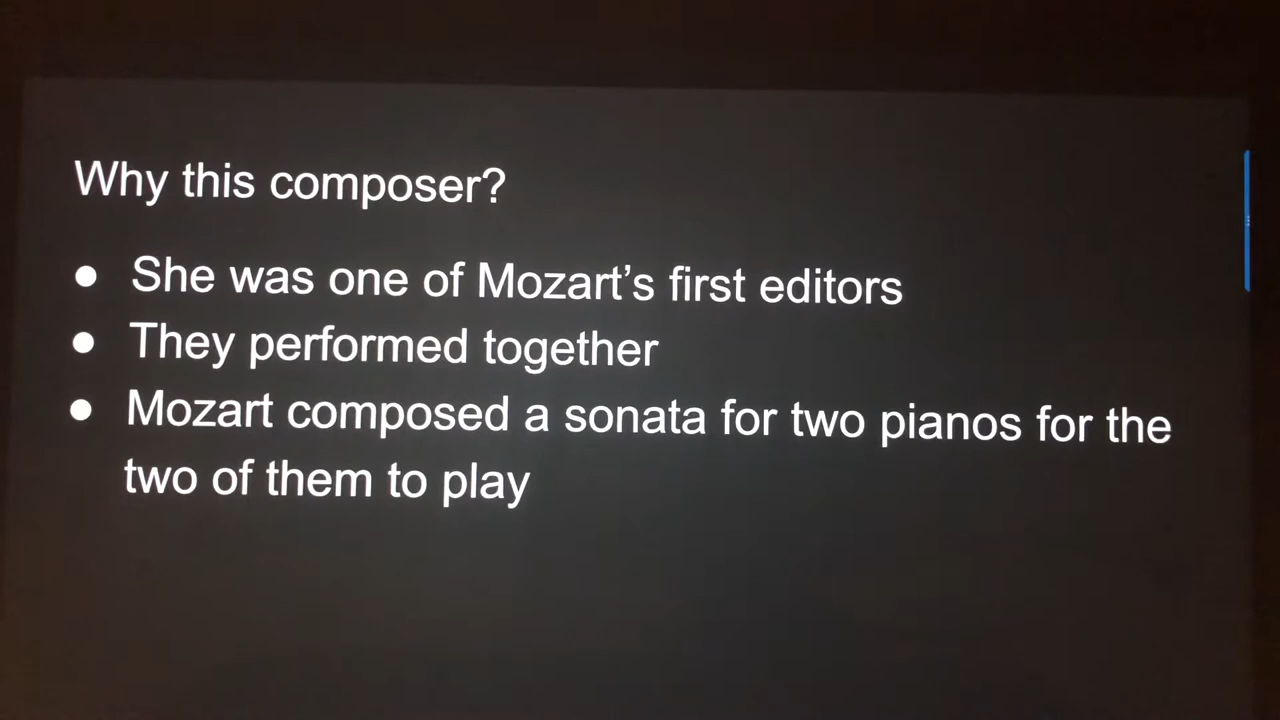 Why this composer?
● She was one of Mozart’s first editors
● They performed together
● Mozart composed a sonata for two pianos for the
two of them to play